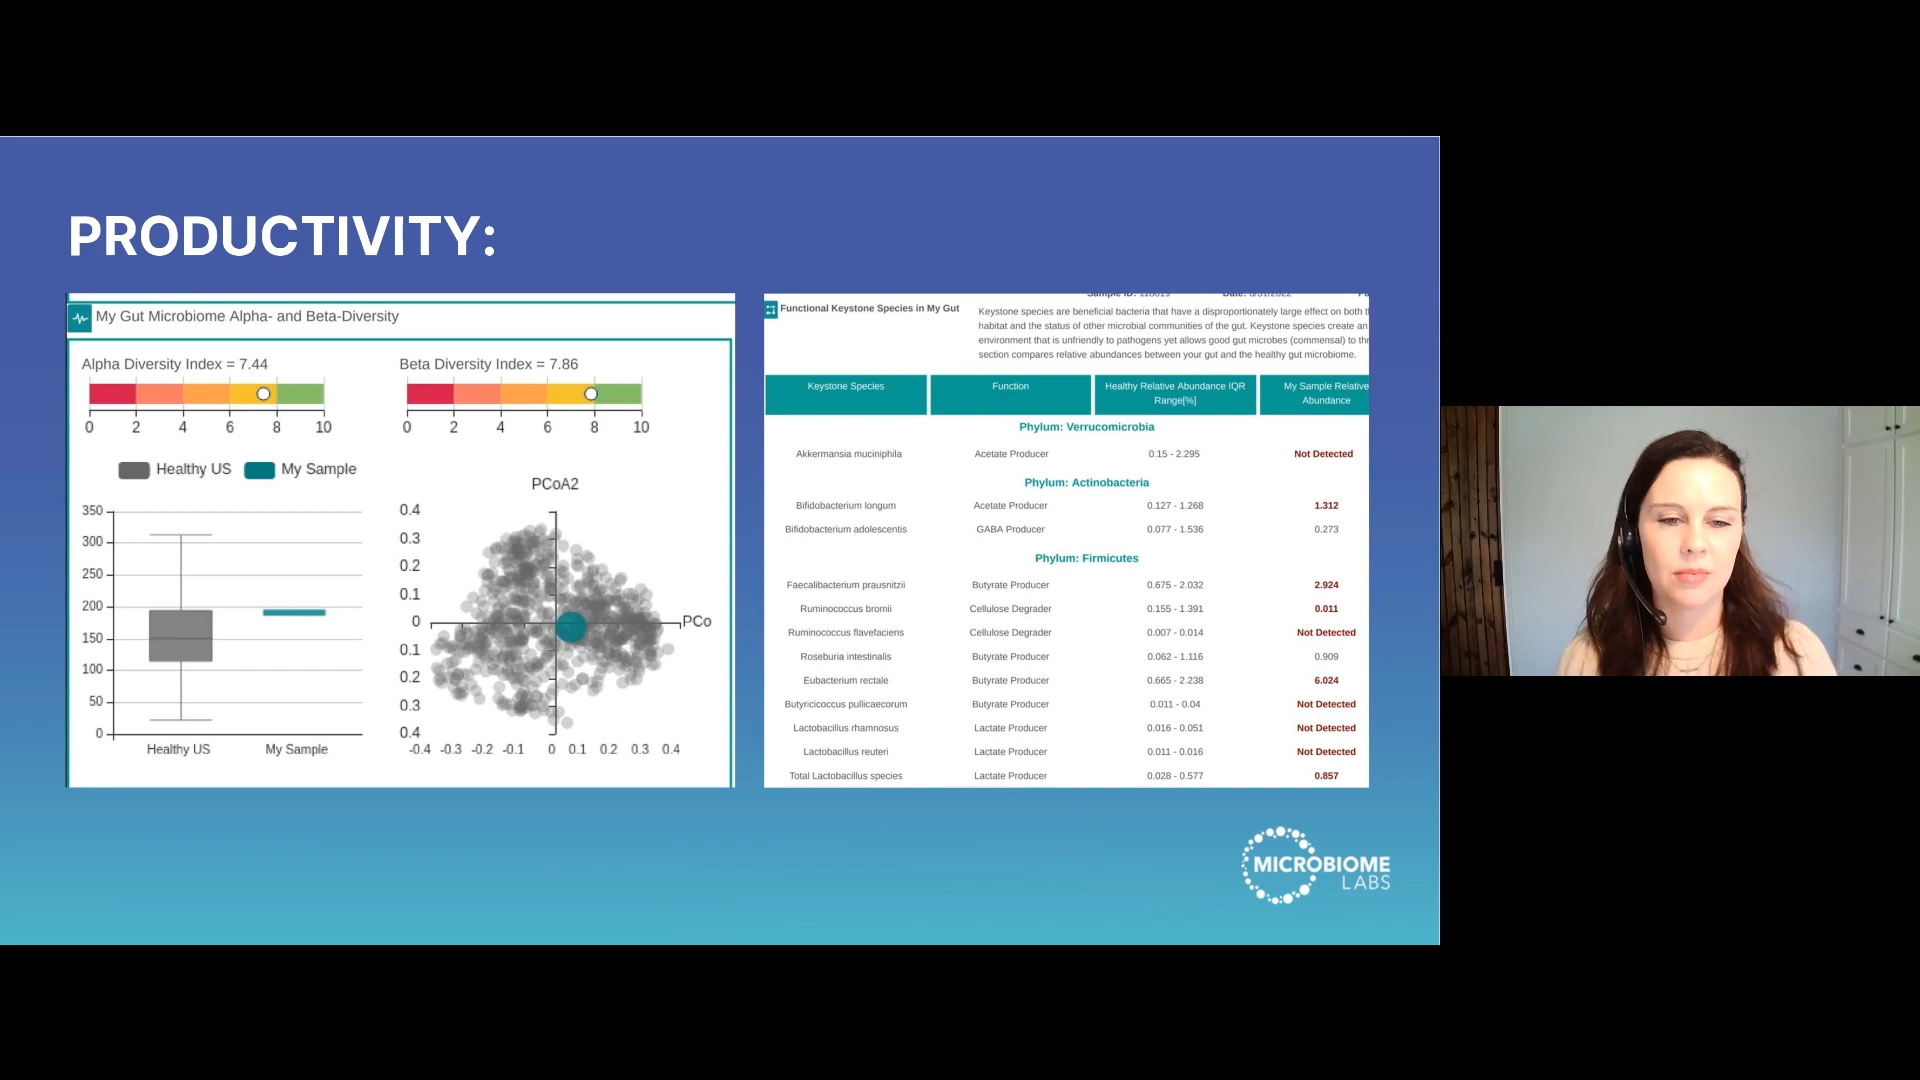 PRODUCTIVITY:
My Gut Microbiome Alpha- and Beta-Diversity
Alpha Diversity Index = 7.44
0 2 4 6 8 10
Beta Diversity Index = 7.86
0 2 4 6 8 10
Healthy US My Sample
350
300
250
200
150
100
50
0
Healthy US My Sample
PCoA2
0.4
0.3
0.2
0.1
0
0.1
0.2
0.3
0.4
PCo
-0.4 -0.3 -0.2 -0.1 0 0.1 0.2 0.3 0.4
Functional Keystone Species in My Gut
Keystone species are beneficial bacteria that have a disproportionately large effect on both t
habitat and the status of other microbial communities of the gut. Keystone species create an
environment that is unfriendly to pathogens yet allows good gut microbes (commensal) to thr
section compares relative abundances between your gut and the healthy gut microbiome.
Keystone Species Function Healthy Relative Abundance IQR My Sample Relative
Range[%] Abundance
Phylum: Verrucomicrobia
Akkermansia muciniphila Acetate Producer 0.15 - 2.295 Not Detected
Phylum: Actinobacteria
Bifidobacterium longum Acetate Producer 0.127 - 1.268 1.312
Bifidobacterium adolescentis GABA Producer 0.077 - 1.536 0.273
Phylum: Firmicutes
Faecalibacterium prausnitzii Butyrate Producer 0.675 - 2.032 2.924
Ruminococcus bromii Cellulose Degrader 0.155 - 1.391 0.011
Ruminococcus flavefaciens Cellulose Degrader 0.007 - 0.014 Not Detected
Roseburia intestinalis Butyrate Producer 0.062 - 1.116 0.909
Eubacterium rectale Butyrate Producer 0.665 - 2.238 6.024
Butyricicoccus pullicaecorum Butyrate Producer 0.011 - 0.04 Not Detected
Lactobacillus rhamnosus Lactate Producer 0.016 - 0.051 Not Detected
Lactobacillus reuteri Lactate Producer 0.011 - 0.016 Not Detected
Total Lactobacillus species Lactate Producer 0.028 - 0.577 0.857
MICROBIOME
LABS